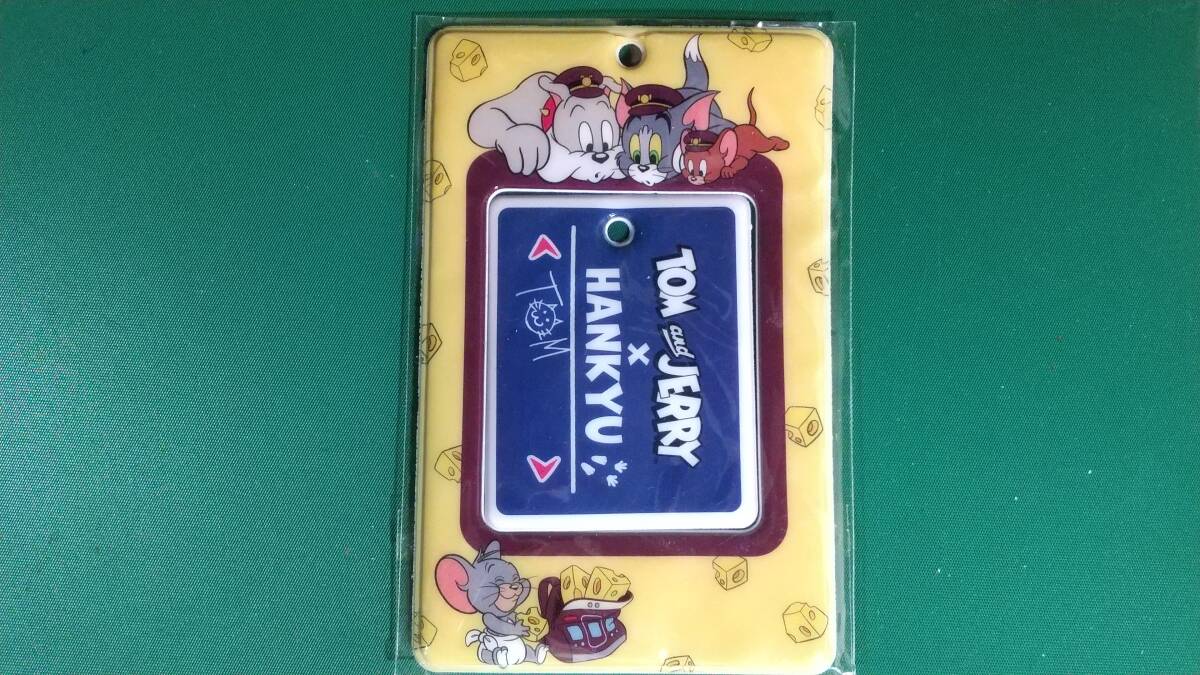 TOM and JERRY
×
HANKYU
TOM